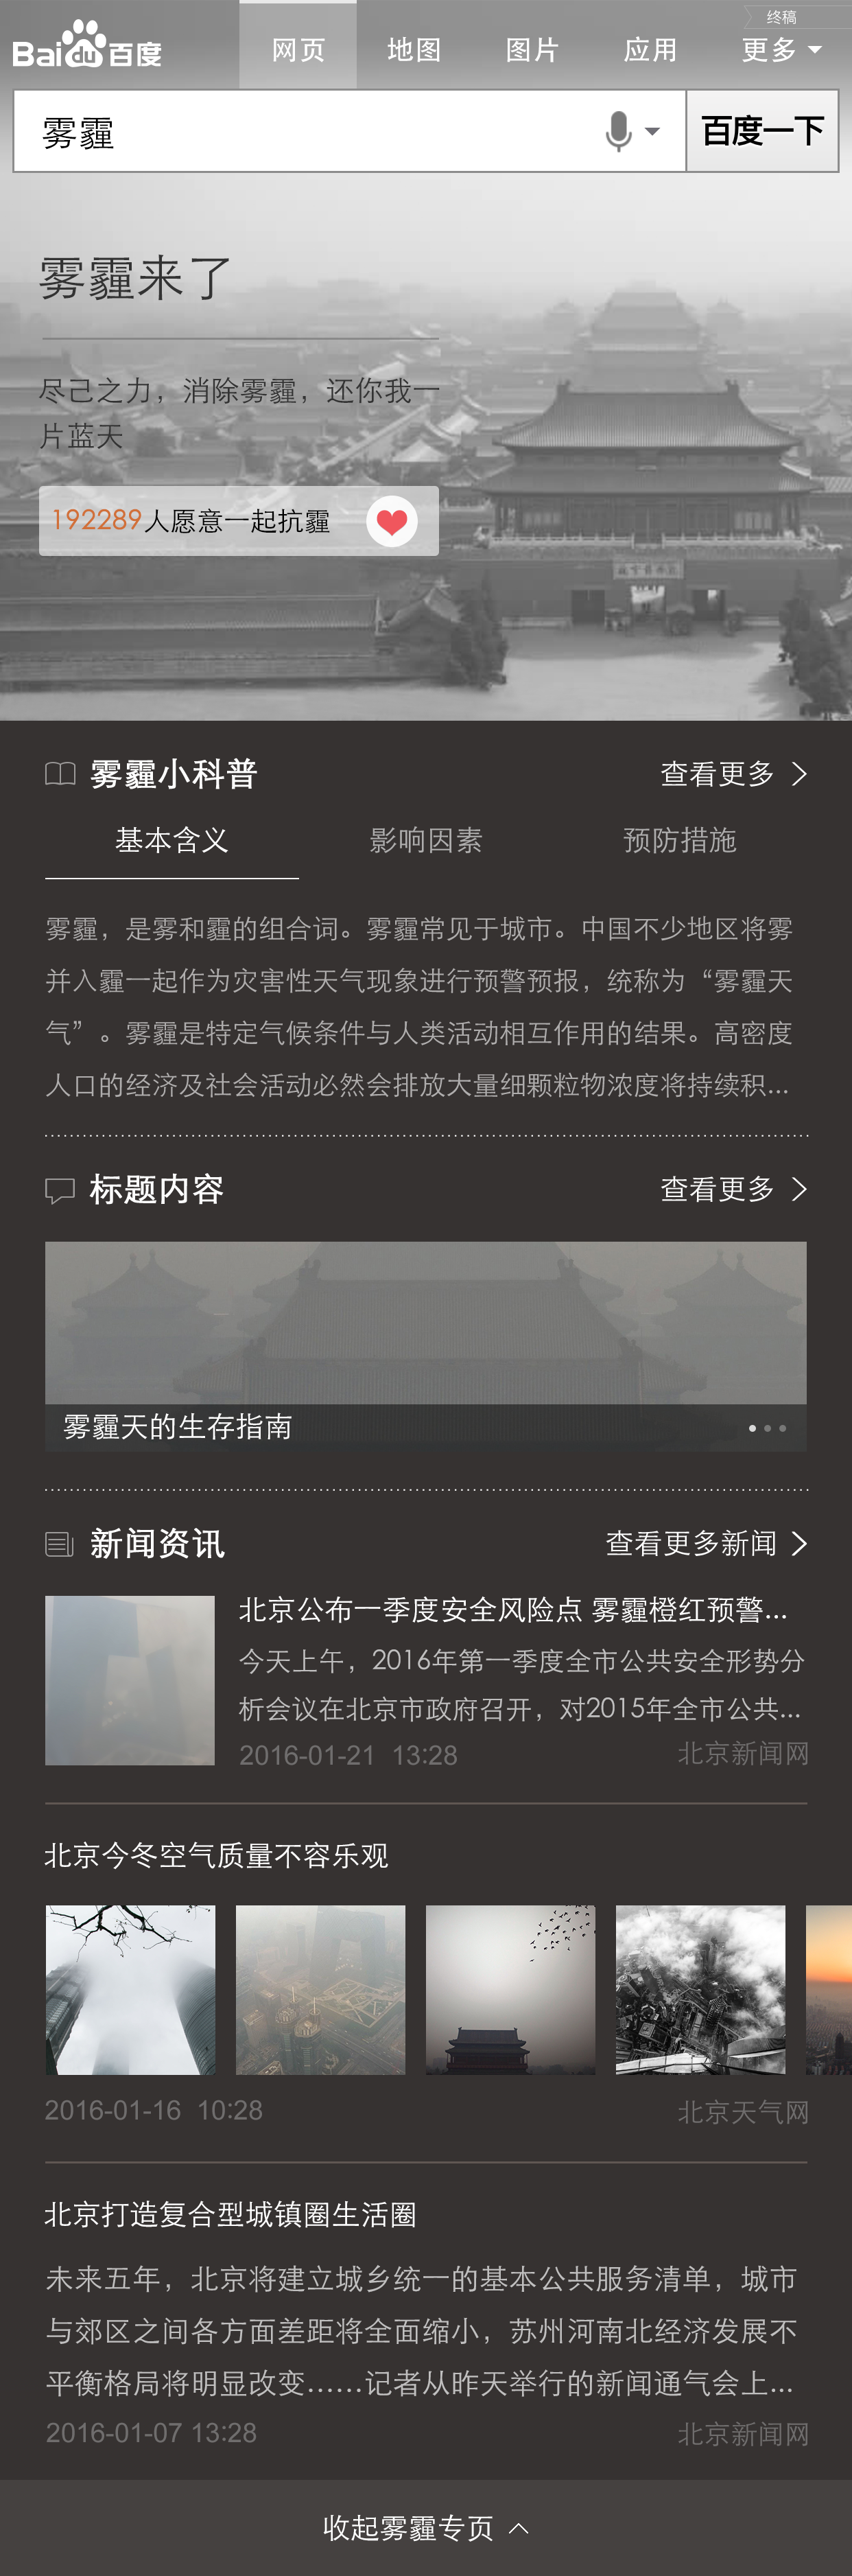 终稿
Baidu百度
网页 地图 图片 应用 更多
雾霾
百度一下
雾霾来了
尽己之力，消除雾霾，还你我一
片蓝天
192289人愿意一起抗霾
雾霾小科普
查看更多
基本含义 影响因素 预防措施
雾霾，是雾和霾的组合词。雾霾常见于城市。中国不少地区将雾
并入霾一起作为灾害性天气现象进行预警预报，统称为“雾霾天
气”。雾霾是特定气候条件与人类活动相互作用的结果。高密度
人口的经济及社会活动必然会排放大量细颗粒物浓度将持续积...
标题内容
查看更多
雾霾天的生存指南
新闻资讯
查看更多新闻
北京公布一季度安全风险点 雾霾橙红预警...
今天上午，2016年第一季度全市公共安全形势分
析会议在北京市政府召开，对2015年全市公共...
2016-01-21 13:28
北京新闻网
北京今冬空气质量不容乐观
2016-01-16 10:28
北京天气网
北京打造复合型城镇圈生活圈
未来五年，北京将建立城乡统一的基本公共服务清单，城市
与郊区之间各方面差距将全面缩小，苏州河南北经济发展不
平衡格局将明显改变……记者从昨天举行的新闻通气会上...
2016-01-07 13:28
北京新闻网
收起雾霾专页